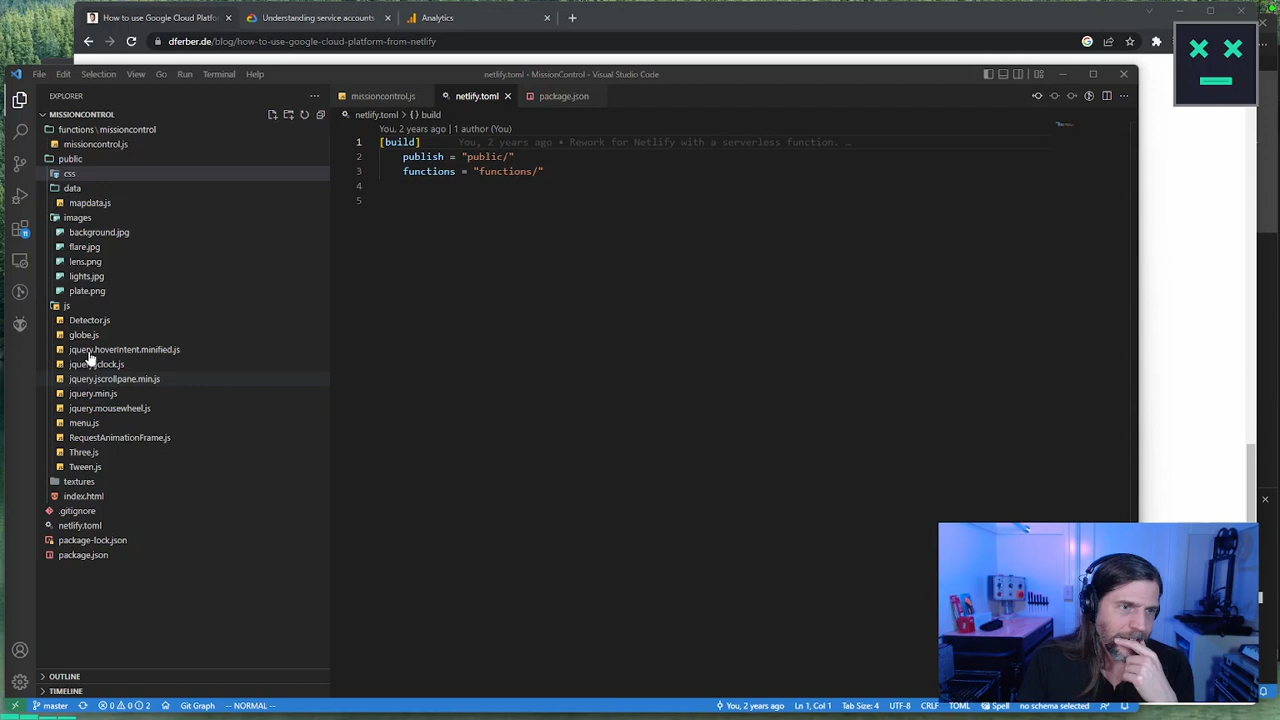 How to use Google Cloud Platfo
Understanding service accounts
Analytics
dferber.de/blog/how-to-use-google-cloud-platform-from-netlify
File Edit Selection View Go Run Terminal Help
netlify.toml - MissionControl - Visual Studio Code
EXPLORER
MISSIONCONTROL
functions \ missioncontrol
missioncontrol.js
public
css
data
mapdata.js
images
background.jpg
flare.jpg
lens.png
lights.jpg
plate.png
js
Detector.js
globe.js
jquery.hoverIntent.minified.js
jquery.jclock.js
jquery.jscrollpane.min.js
jquery.min.js
jquery.mousewheel.js
menu.js
RequestAnimationFrame.js
Three.js
Tween.js
textures
index.html
.gitignore
netlify.toml
package-lock.json
package.json
OUTLINE
TIMELINE
missioncontrol.js netlify.toml package.json
netlify.toml > {} build
You, 2 years ago | 1 author (You)
1 [build] You, 2 years ago • Rework for Netlify with a serverless function. …
2 publish = "public/"
3 functions = "functions/"
4
5
master 0 0 2 Git Graph -- NORMAL -- You, 2 years ago Ln 1, Col 1 Tab Size: 4 UTF-8 CRLF TOML Spell no schema selected